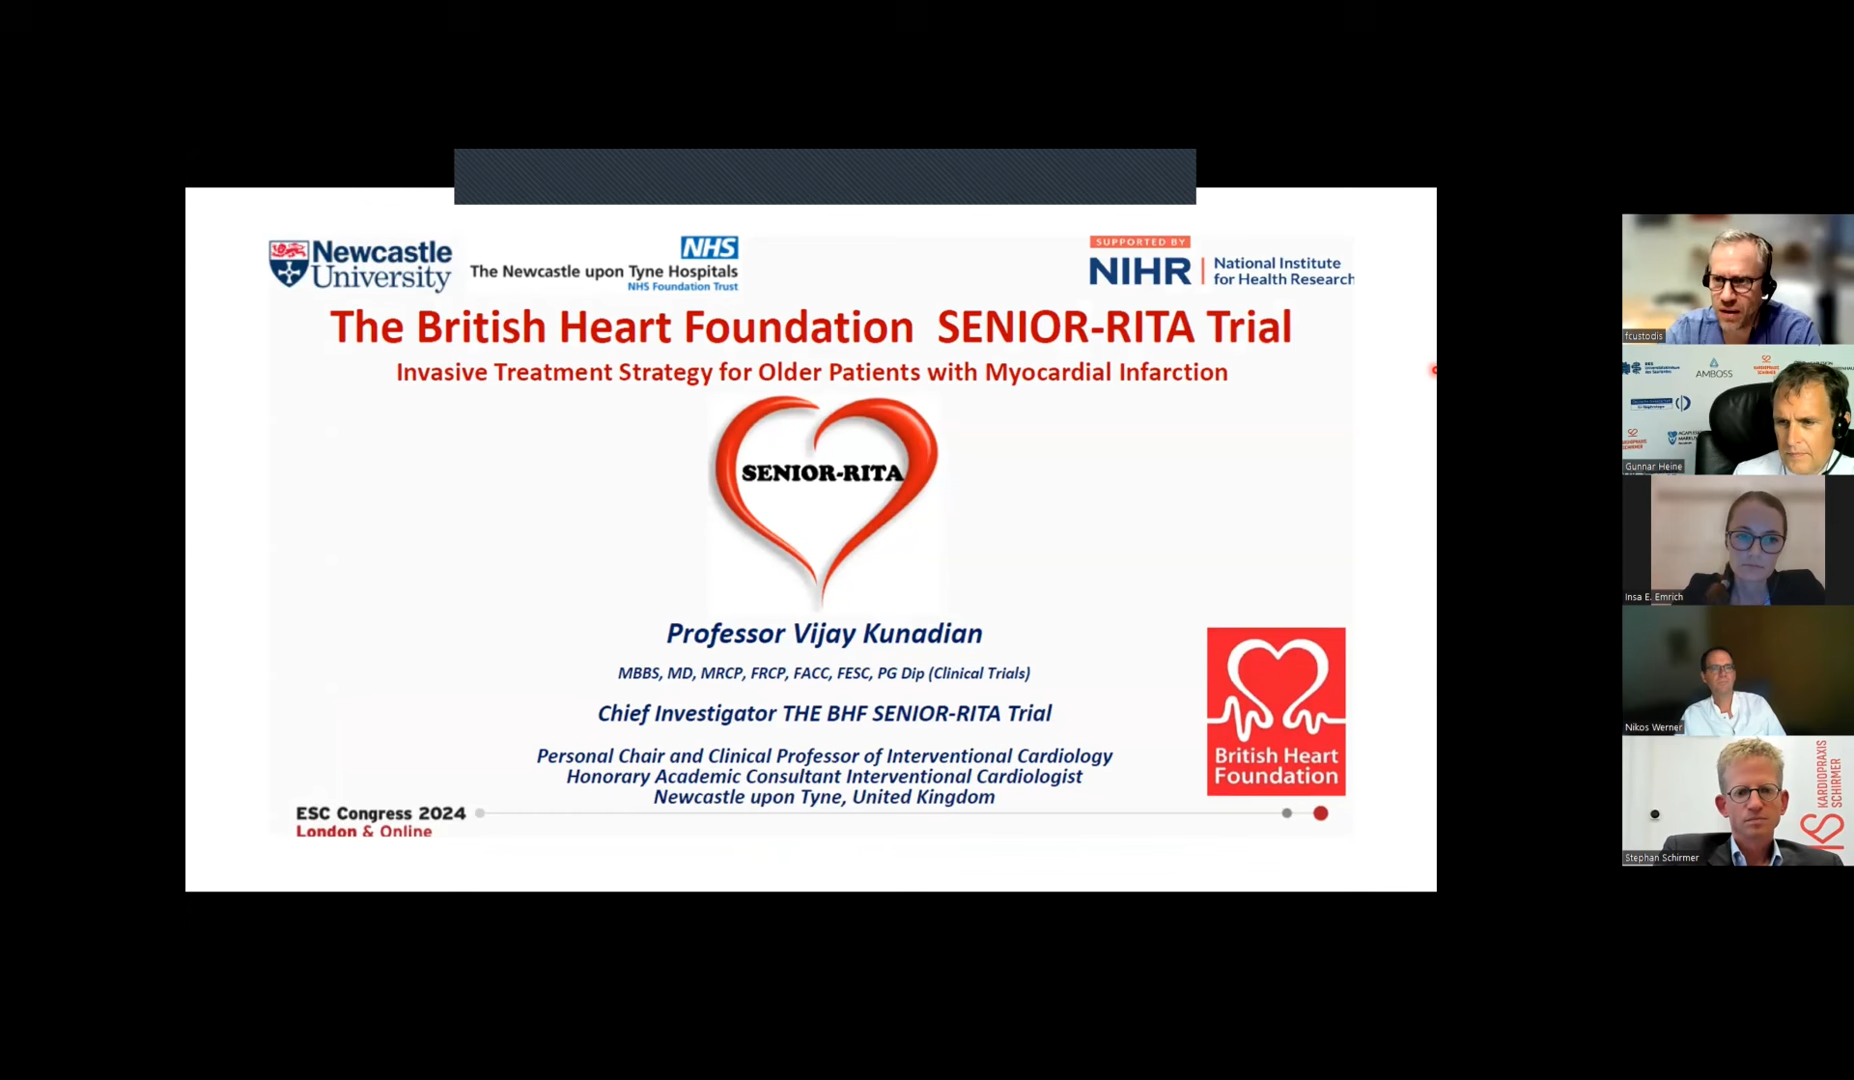 Newcastle
University
NHS
The Newcastle upon Tyne Hospitals
NHS Foundation Trust
SUPPORTED BY
NIHR | National Institute
for Health Research
The British Heart Foundation SENIOR-RITA Trial
Invasive Treatment Strategy for Older Patients with Myocardial Infarction
SENIOR-RITA
Professor Vijay Kunadian
MBBS, MD, MRCP, FRCP, FACC, FESC, PG Dip (Clinical Trials)
Chief Investigator THE BHF SENIOR-RITA Trial
Personal Chair and Clinical Professor of Interventional Cardiology
Honorary Academic Consultant Interventional Cardiologist
Newcastle upon Tyne, United Kingdom
British Heart
Foundation
ESC Congress 2024
London & Online
fcustodis
AMBOSS
Gunnar Heine
Insa E. Emrich
Nikos Werner
KARDIOPRAXIS
SCHIRMER
Stephan Schirmer